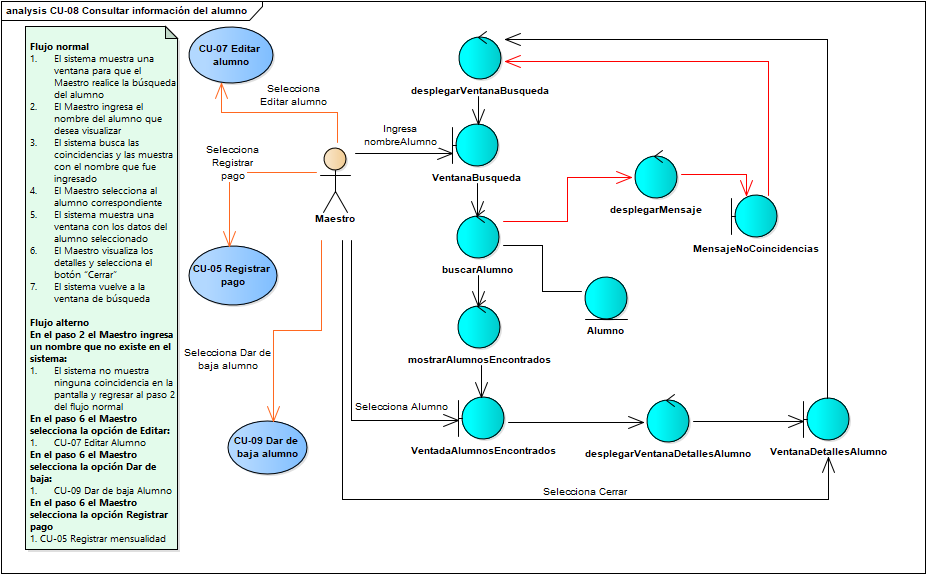 analysis CU-08 Consultar información del alumno
Flujo normal
1. El sistema muestra una
ventana para que el
Maestro realice la búsqueda
del alumno
2. El Maestro ingresa el
nombre del alumno que
desea visualizar
3. El sistema busca las
coincidencias y las muestra
con el nombre que fue
ingresado
4. El Maestro selecciona al
alumno correspondiente
5. El sistema muestra una
ventana con los datos del
alumno seleccionado
6. El Maestro visualiza los
detalles y selecciona el
botón “Cerrar”
7. El sistema vuelve a la
ventana de búsqueda
Flujo alterno
En el paso 2 el Maestro ingresa
un nombre que no existe en el
sistema:
1. El sistema no muestra
ninguna coincidencia en la
pantalla y regresar al paso 2
del flujo normal
En el paso 6 el Maestro
selecciona la opción de Editar:
1. CU-07 Editar Alumno
En el paso 6 el Maestro
selecciona la opción Dar de
baja:
1. CU-09 Dar de baja Alumno
En el paso 6 el Maestro
selecciona la opción Registrar
pago
1. CU-05 Registrar mensualidad
CU-07 Editar
alumno
Selecciona
Editar alumno
Selecciona
Registrar
pago
Maestro
CU-05 Registrar
pago
Selecciona Dar de
baja alumno
CU-09 Dar de
baja alumno
Ingresa
nombreAlumno
desplegarVentanaBusqueda
VentanaBusqueda
desplegarMensaje
MensajeNoCoincidencias
buscarAlumno
Alumno
mostrarAlumnosEncontrados
Selecciona Alumno
VentadaAlumnosEncontrados
desplegarVentanaDetallesAlumno
VentanaDetallesAlumno
Selecciona Cerrar